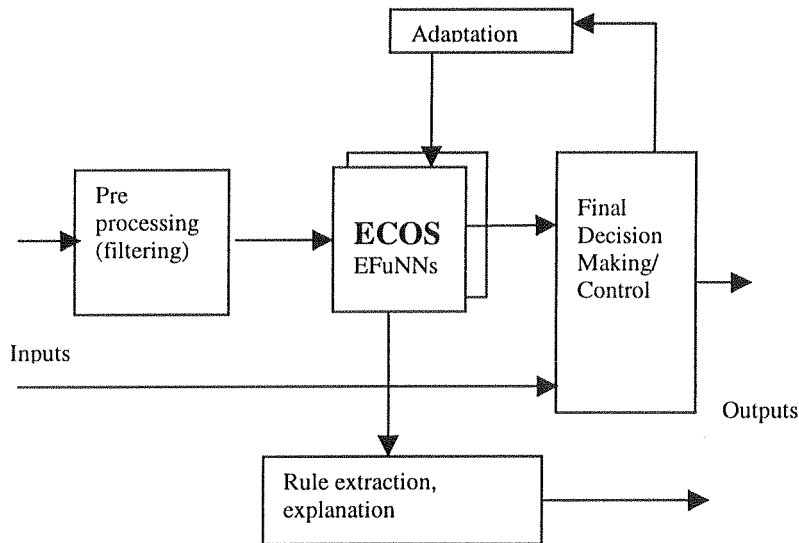 Adaptation
Pre
processing
(filtering)
ECOS
EFuNNs
Final
Decision
Making/
Control
Inputs
Outputs
Rule extraction,
explanation